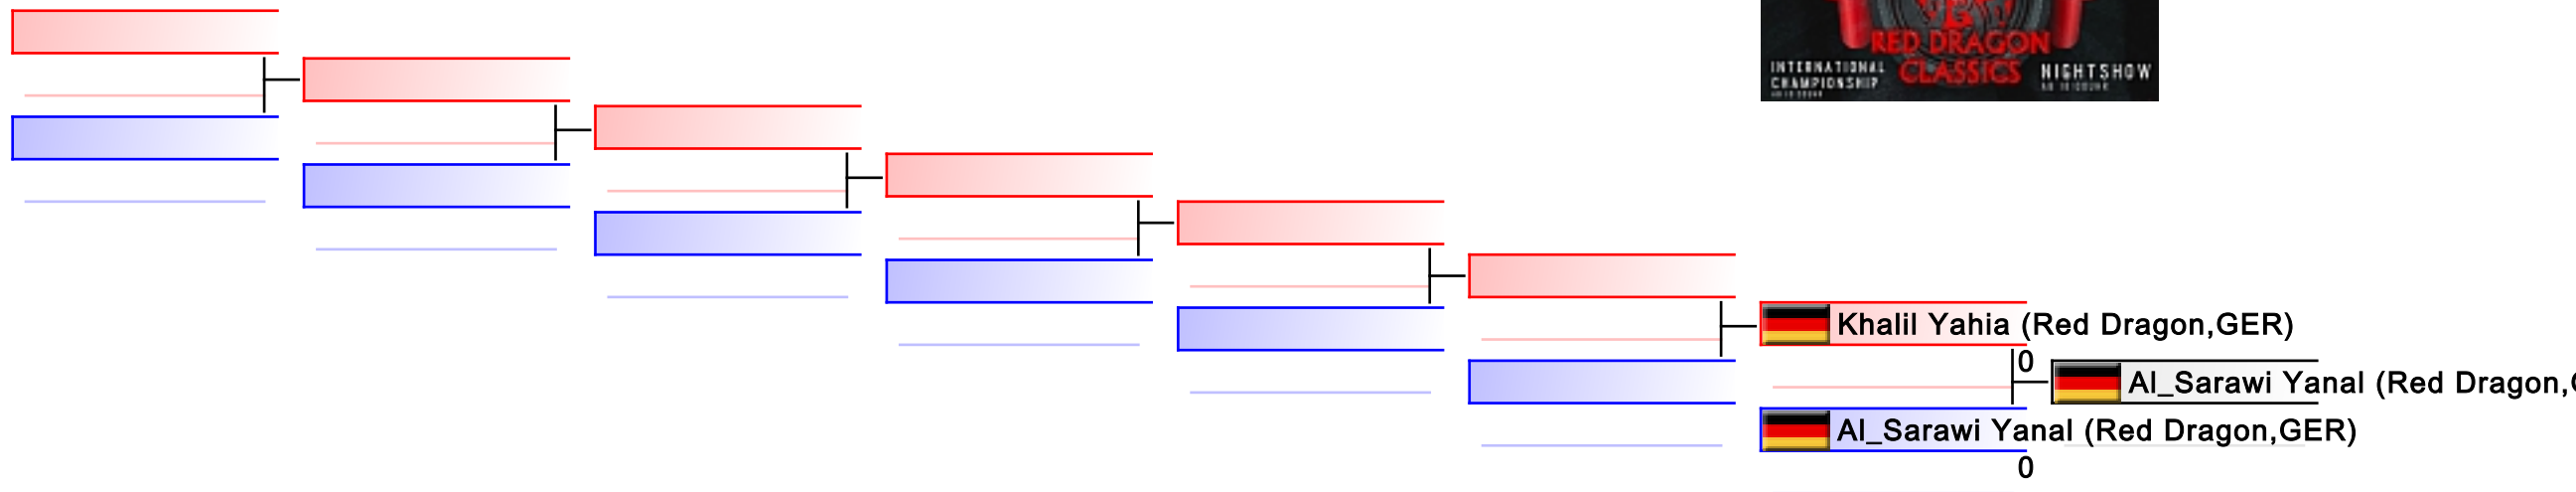 RED DRAGON
CLASSICS
INTERNATIONAL
CHAMPIONSHIP
NIGHTSHOW
Khalil Yahia (Red Dragon,GER)
0
Al_Sarawi Yanal (Red Dragon,
Al_Sarawi Yanal (Red Dragon,GER)
0